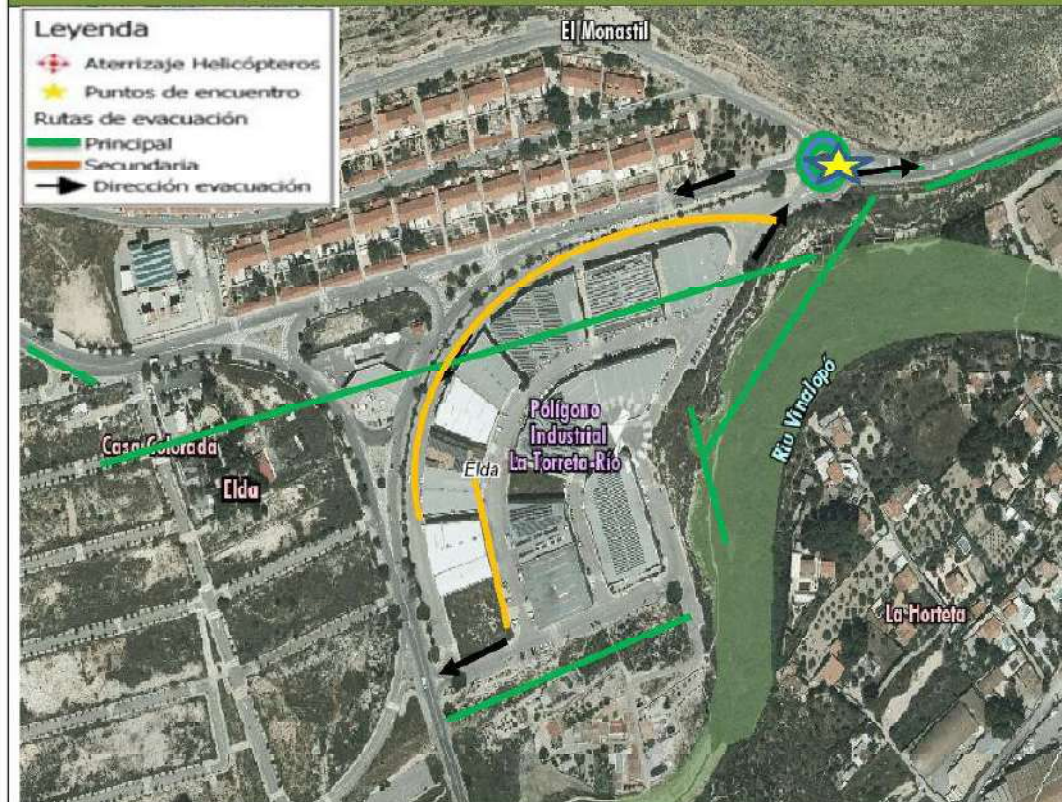 Leyenda
Aterrizaje Helicópteros
Puntos de encuentro
Rutas de evacuación
Principal
Secundaria
Dirección evacuación
El Monastil
Riu Vinalopó
Polígono
Industrial
La Torreta-Río
Elda
Casa Colorada
Elda
La Horteta